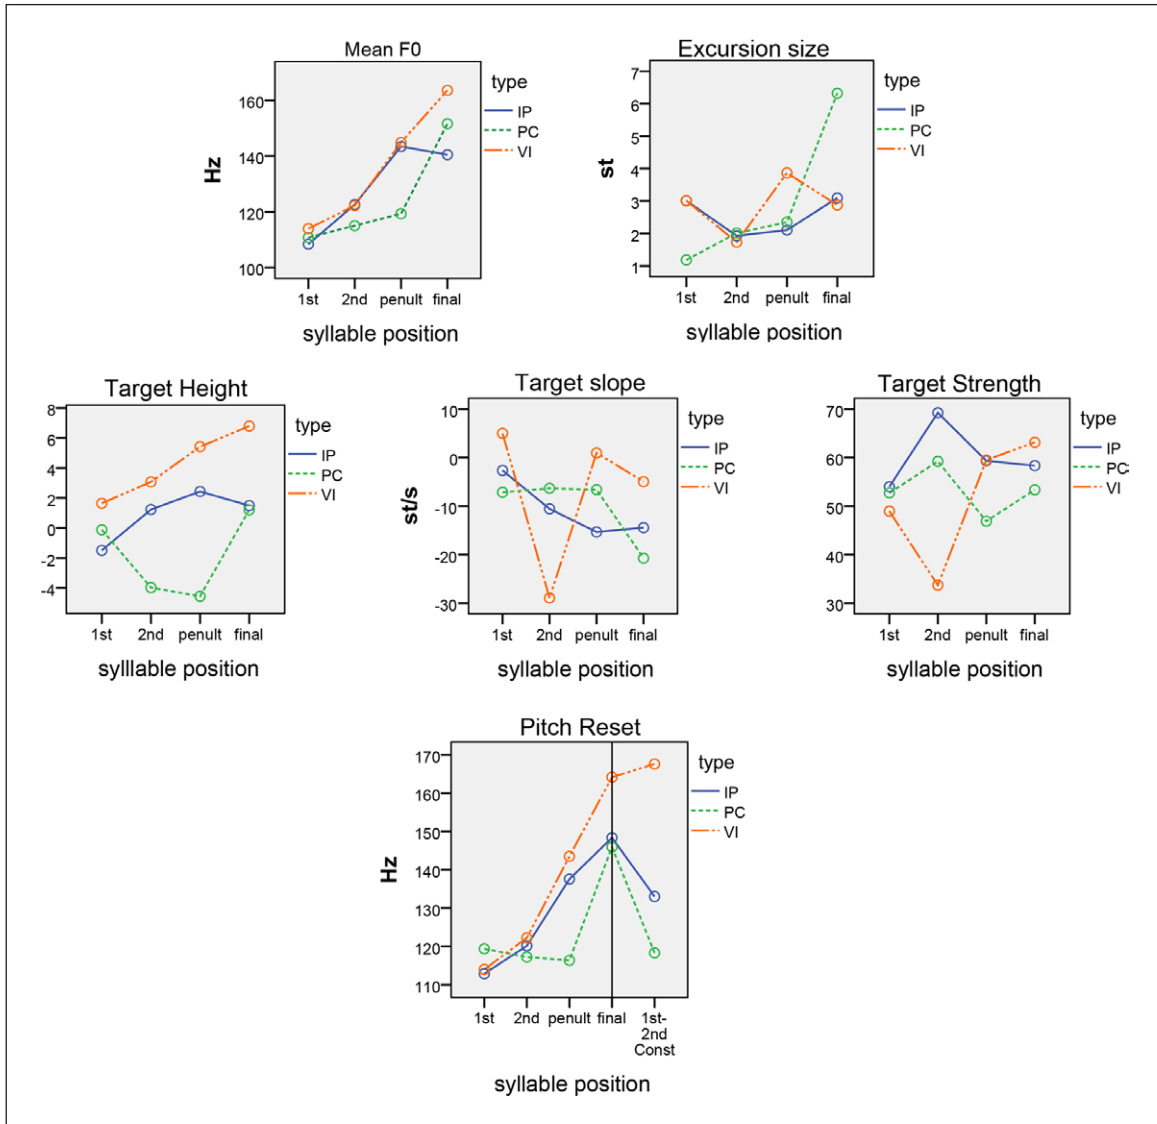 Mean F0
Hz
160
140
120
100
1st 2nd penult final
syllable position
type
IP
PC
VI
Excursion size
st
7
6
5
4
3
2
1
1st 2nd penult final
syllable position
type
IP
PC
VI
Target Height
8
6
4
2
0
-2
-4
1st 2nd penult final
sylllable position
type
IP
PC
VI
Target slope
st/s
10
0
-10
-20
-30
1st 2nd penult final
syllable position
type
IP
PC
VI
Target Strength
70
60
50
40
30
1st 2nd penult final
syllable position
type
IP
PC
VI
Pitch Reset
Hz
170
160
150
140
130
120
110
1st 2nd penult final 1st-
2nd
Const
syllable position
type
IP
PC
VI